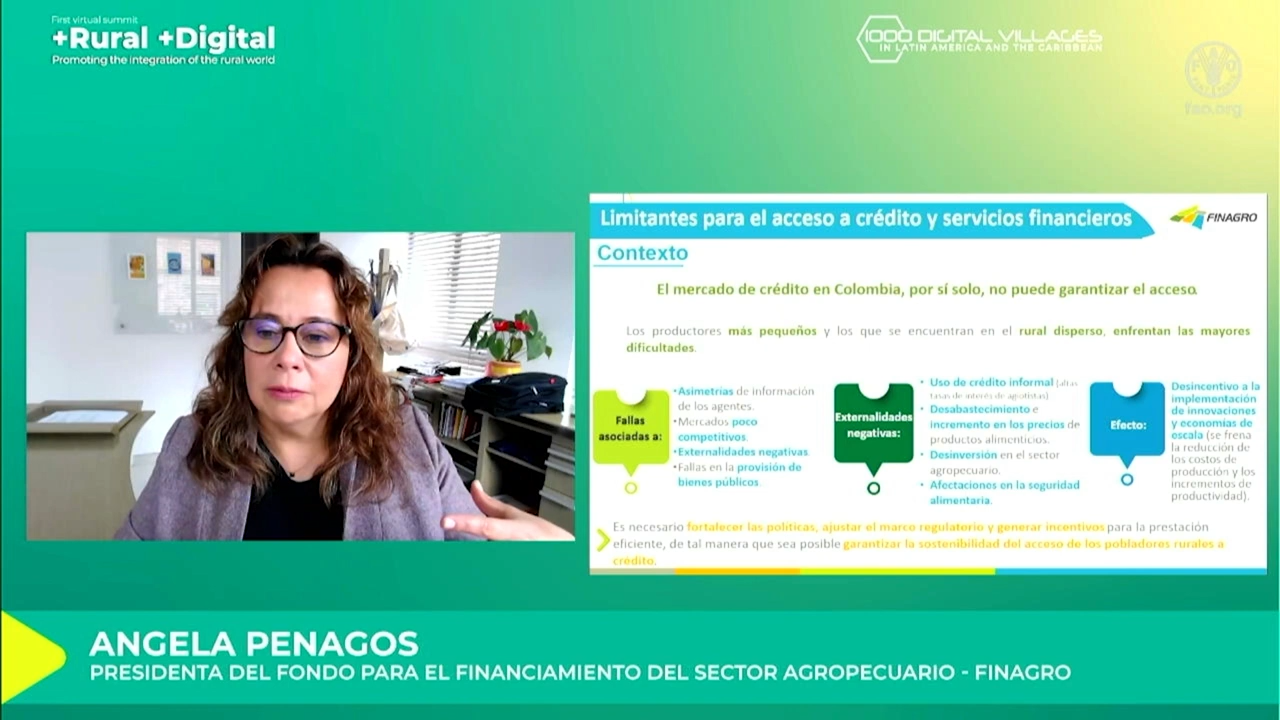 First virtual summit
+Rural +Digital
Promoting the integration of the rural world
1000 DIGITAL VILLAGES
IN LATIN AMERICA AND THE CARIBBEAN
fao.org
Limitantes para el acceso a crédito y servicios financieros
FINAGRO
Contexto
El mercado de crédito en Colombia, por sí solo, no puede garantizar el acceso.
Los productores más pequeños y los que se encuentran en el rural disperso, enfrentan las mayores
dificultades.
Fallas
asociadas a:
•Asimetrías de información
de los agentes.
•Mercados poco
competitivos.
•Externalidades negativas.
•Fallas en la provisión de
bienes públicos.
Externalidades
negativas:
• Uso de crédito informal (altas
tasas de interés de agiotistas).
• Desabastecimiento e
incremento en los precios de
productos alimenticios.
• Desinversión en el sector
agropecuario.
• Afectaciones en la seguridad
alimentaria.
Efecto:
Desincentivo a la
implementación
de innovaciones
y economías de
escala (se frena
la reducción de
los costos de
producción y los
incrementos de
productividad).
Es necesario fortalecer las políticas, ajustar el marco regulatorio y generar incentivos para la prestación
eficiente, de tal manera que sea posible garantizar la sostenibilidad del acceso de los pobladores rurales a
crédito.
ANGELA PENAGOS
PRESIDENTA DEL FONDO PARA EL FINANCIAMIENTO DEL SECTOR AGROPECUARIO - FINAGRO